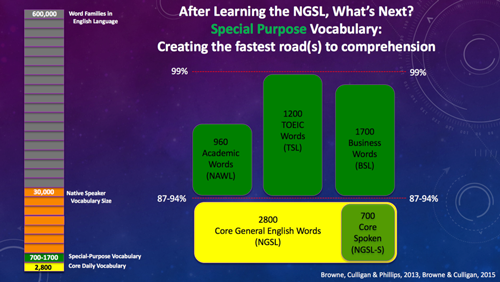 After Learning the NGSL, What's Next?
Special Purpose Vocabulary:
Creating the fastest road(s) to comprehension
600,000
Word Families in
English Language
30,000
Native Speaker
Vocabulary Size
700-1700
Special-Purpose Vocabulary
2,800
Core Daily Vocabulary
99%
99%
960
Academic
Words
(NAWL)
1200
TOEIC
Words
(TSL)
1700
Business
Words
(BSL)
87-94%
87-94%
2800
Core General English Words
(NGSL)
700
Core
Spoken
(NGSL-S)
Browne, Culligan & Phillips, 2013, Browne & Culligan, 2015